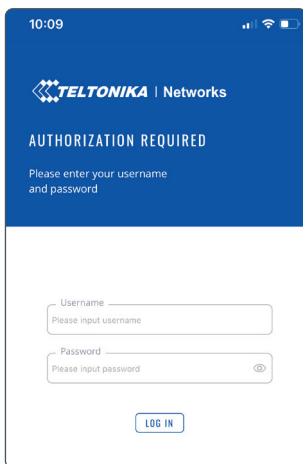 10:09
TELTONIKA | Networks
AUTHORIZATION REQUIRED
Please enter your username
and password
Username
Please input username
Password
Please input password
LOG IN